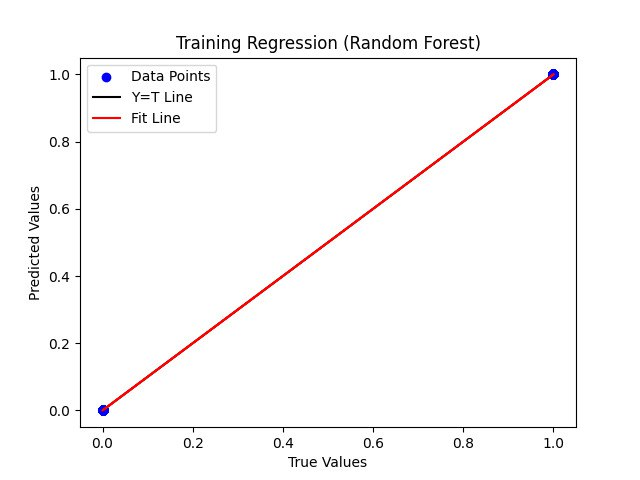 Training Regression (Random Forest)
Data Points
Y=T Line
Fit Line
1.0
0.8
0.6
0.4
0.2
0.0
Predicted Values
0.0 0.2 0.4 0.6 0.8 1.0
True Values